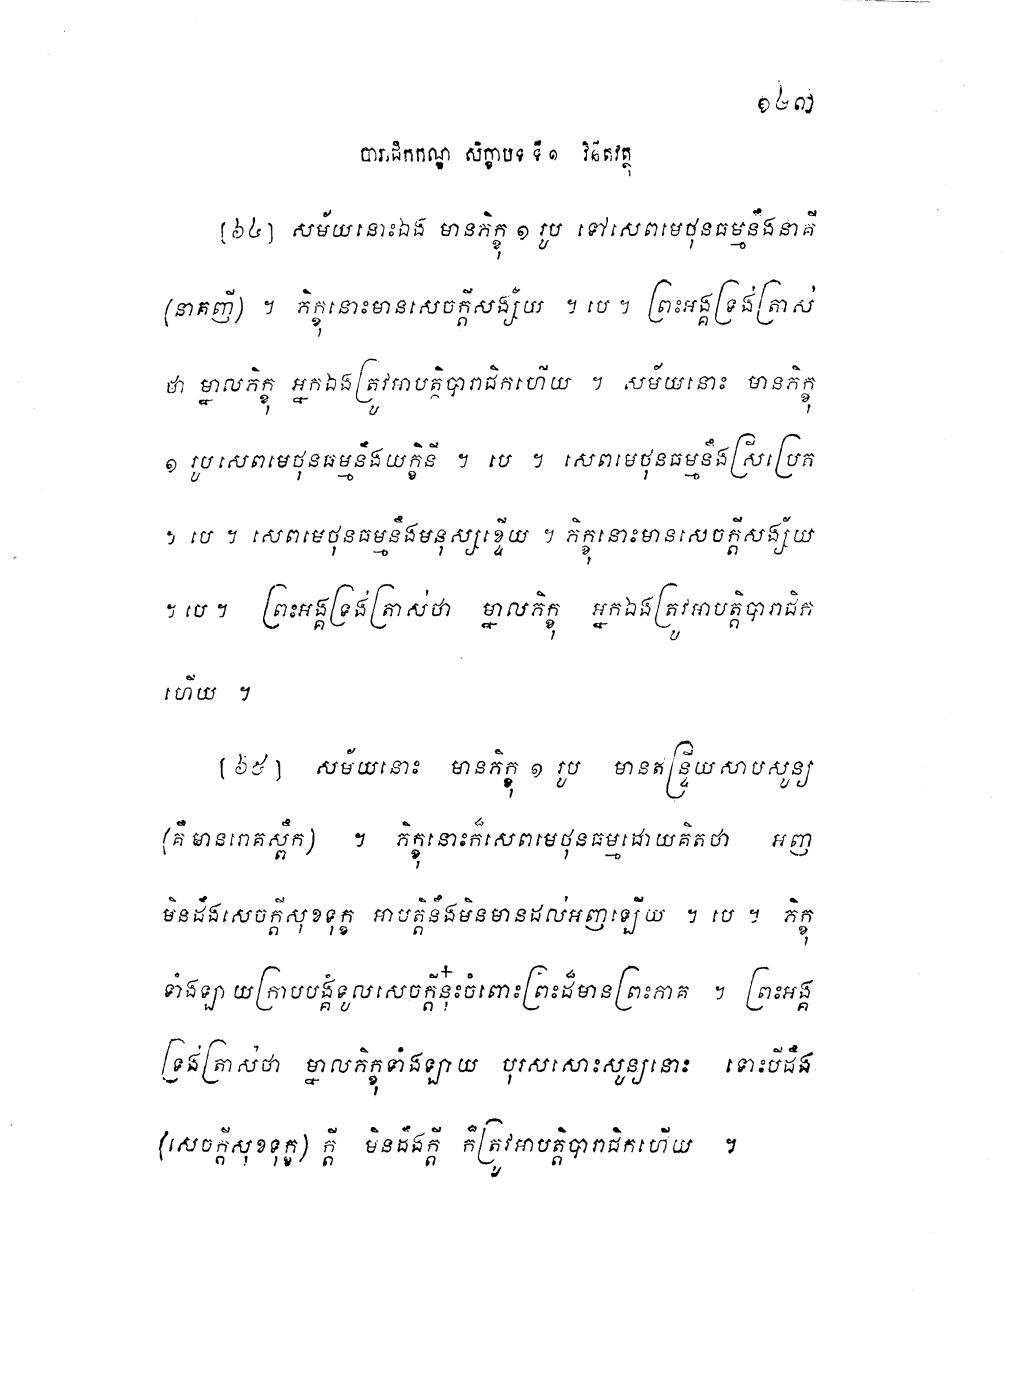 ១៤៧
បារាជិកកណ្ឌ សិក្ខាបទ ទី ១ វិនីតវត្ថុ
[៦៤] សម័យនោះឯង មានភិក្ខុ ១ រូប ទៅសេពមេថុនធម្មនឹងនាគី
(នាគញី) ។ ភិក្ខុនោះមានសេចក្តីសង្ស័យ ។ បេ ។ ព្រះអង្គទ្រង់ត្រាស់
ថា ម្នាលភិក្ខុ អ្នកឯងត្រូវអាបត្តិបារាជិកហើយ ។ សម័យនោះ មានភិក្ខុ
១ រូបសេពមេថុនធម្មនឹងយក្ខិនី ។ បេ ។ សេពមេថុនធម្មនឹងស្រីប្រេត
។ បេ ។ សេពមេថុនធម្មនឹងមនុស្សខ្ទើយ ។ ភិក្ខុនោះមានសេចក្តីសង្ស័យ
។ បេ ។ ព្រះអង្គទ្រង់ត្រាស់ថា ម្នាលភិក្ខុ អ្នកឯងត្រូវអាបត្តិបារាជិក
ហើយ ។
[៦៥] សម័យនោះ មានភិក្ខុ ១ រូប មានឥន្ទ្រីយសាបសូន្យ
(គឺមានរោគស្ពឹក) ។ ភិក្ខុនោះក៏សេពមេថុនធម្មដោយគិតថា អញ
មិនដឹងសេចក្តីសុខទុក្ខ អាបត្តិនឹងមិនមានដល់អញឡើយ ។ បេ ។ ភិក្ខុ
ទាំងឡាយក្រាបបង្គំទូលសេចក្តីនុ៎ះចំពោះព្រះដ៏មានព្រះភាគ ។ ព្រះអង្គ
ទ្រង់ត្រាស់ថា ម្នាលភិក្ខុទាំងឡាយ បុរសសោះសូន្យនោះ ទោះបីដឹង
(សេចក្តីសុខទុក្ខ) ក្តី មិនដឹងក្តី ក៏ត្រូវអាបត្តិបារាជិកហើយ ។